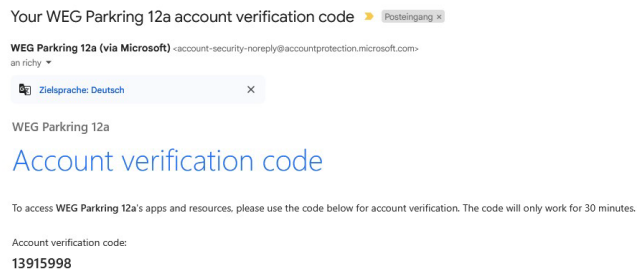 Your WEG Parkring 12a account verification code Posteingang ×
WEG Parkring 12a (via Microsoft) <account-security-noreply@accountprotection.microsoft.com>
an richy
Zielsprache: Deutsch ×
WEG Parkring 12a
Account verification code
To access WEG Parkring 12a's apps and resources, please use the code below for account verification. The code will only work for 30 minutes.
Account verification code:
13915998